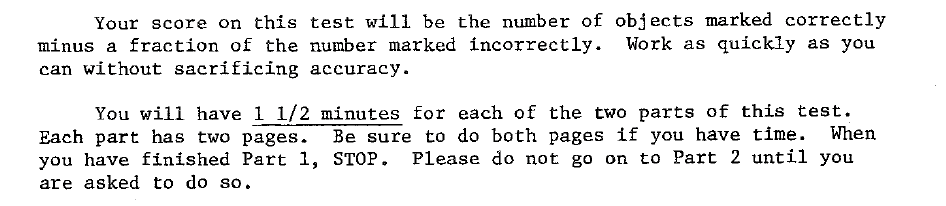 Your score on this test will be the number of objects marked correctly
minus a fraction of the number marked incorrectly. Work as quickly as you
can without sacrificing accuracy.
You will have 1 1/2 minutes for each of the two parts of this test.
Each part has two pages. Be sure to do both pages if you have time. When
you have finished Part 1, STOP. Please do not go on to Part 2 until you
are asked to do so.